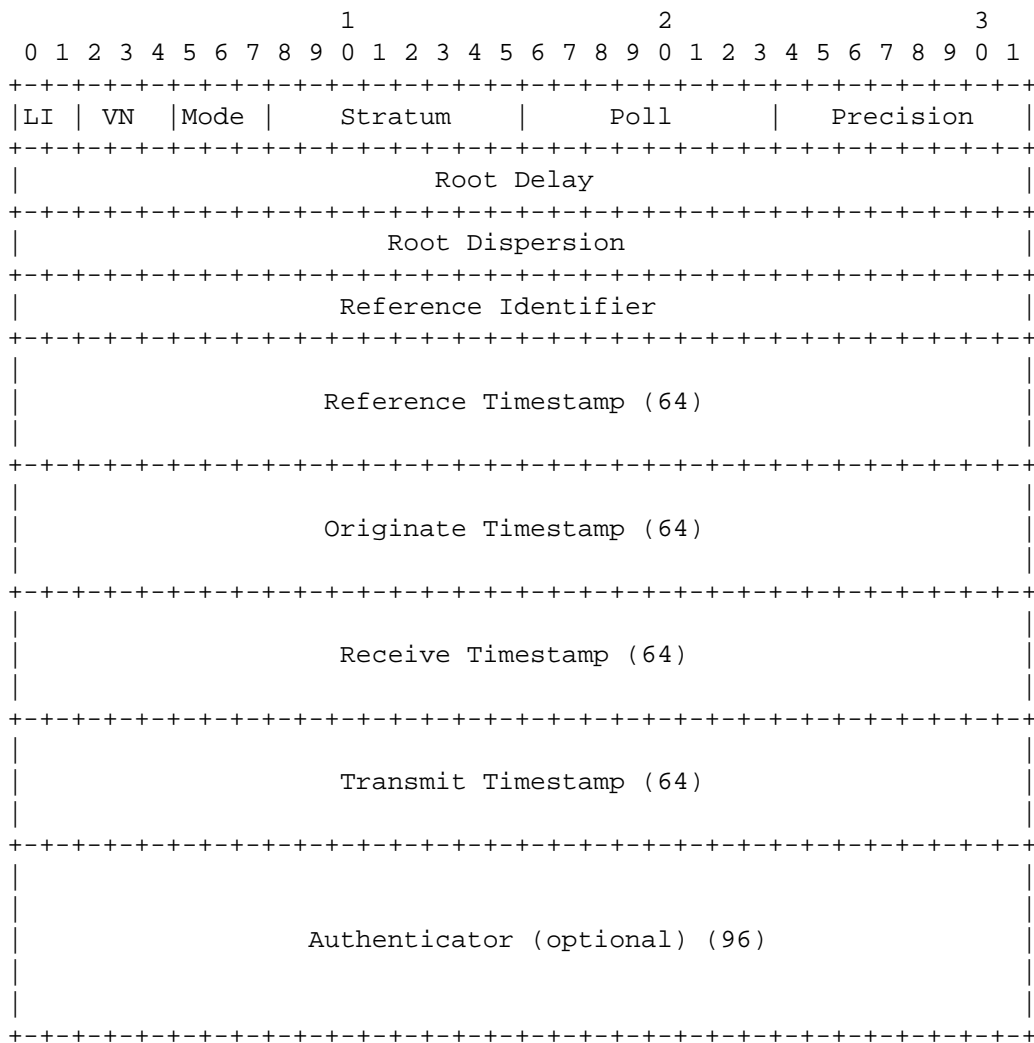 1                   2                   3
 0 1 2 3 4 5 6 7 8 9 0 1 2 3 4 5 6 7 8 9 0 1 2 3 4 5 6 7 8 9 0 1
+-+-+-+-+-+-+-+-+-+-+-+-+-+-+-+-+-+-+-+-+-+-+-+-+-+-+-+-+-+-+-+-+
|LI | VN  |Mode |    Stratum    |     Poll      |   Precision   |
+-+-+-+-+-+-+-+-+-+-+-+-+-+-+-+-+-+-+-+-+-+-+-+-+-+-+-+-+-+-+-+-+
|                          Root Delay                           |
+-+-+-+-+-+-+-+-+-+-+-+-+-+-+-+-+-+-+-+-+-+-+-+-+-+-+-+-+-+-+-+-+
|                       Root Dispersion                         |
+-+-+-+-+-+-+-+-+-+-+-+-+-+-+-+-+-+-+-+-+-+-+-+-+-+-+-+-+-+-+-+-+
|                    Reference Identifier                       |
+-+-+-+-+-+-+-+-+-+-+-+-+-+-+-+-+-+-+-+-+-+-+-+-+-+-+-+-+-+-+-+-+
|                                                               |
|                   Reference Timestamp (64)                    |
|                                                               |
+-+-+-+-+-+-+-+-+-+-+-+-+-+-+-+-+-+-+-+-+-+-+-+-+-+-+-+-+-+-+-+-+
|                                                               |
|                   Originate Timestamp (64)                    |
|                                                               |
+-+-+-+-+-+-+-+-+-+-+-+-+-+-+-+-+-+-+-+-+-+-+-+-+-+-+-+-+-+-+-+-+
|                                                               |
|                    Receive Timestamp (64)                     |
|                                                               |
+-+-+-+-+-+-+-+-+-+-+-+-+-+-+-+-+-+-+-+-+-+-+-+-+-+-+-+-+-+-+-+-+
|                                                               |
|                    Transmit Timestamp (64)                    |
|                                                               |
+-+-+-+-+-+-+-+-+-+-+-+-+-+-+-+-+-+-+-+-+-+-+-+-+-+-+-+-+-+-+-+-+
|                                                               |
|                                                               |
|                  Authenticator (optional) (96)                |
|                                                               |
|                                                               |
+-+-+-+-+-+-+-+-+-+-+-+-+-+-+-+-+-+-+-+-+-+-+-+-+-+-+-+-+-+-+-+-+